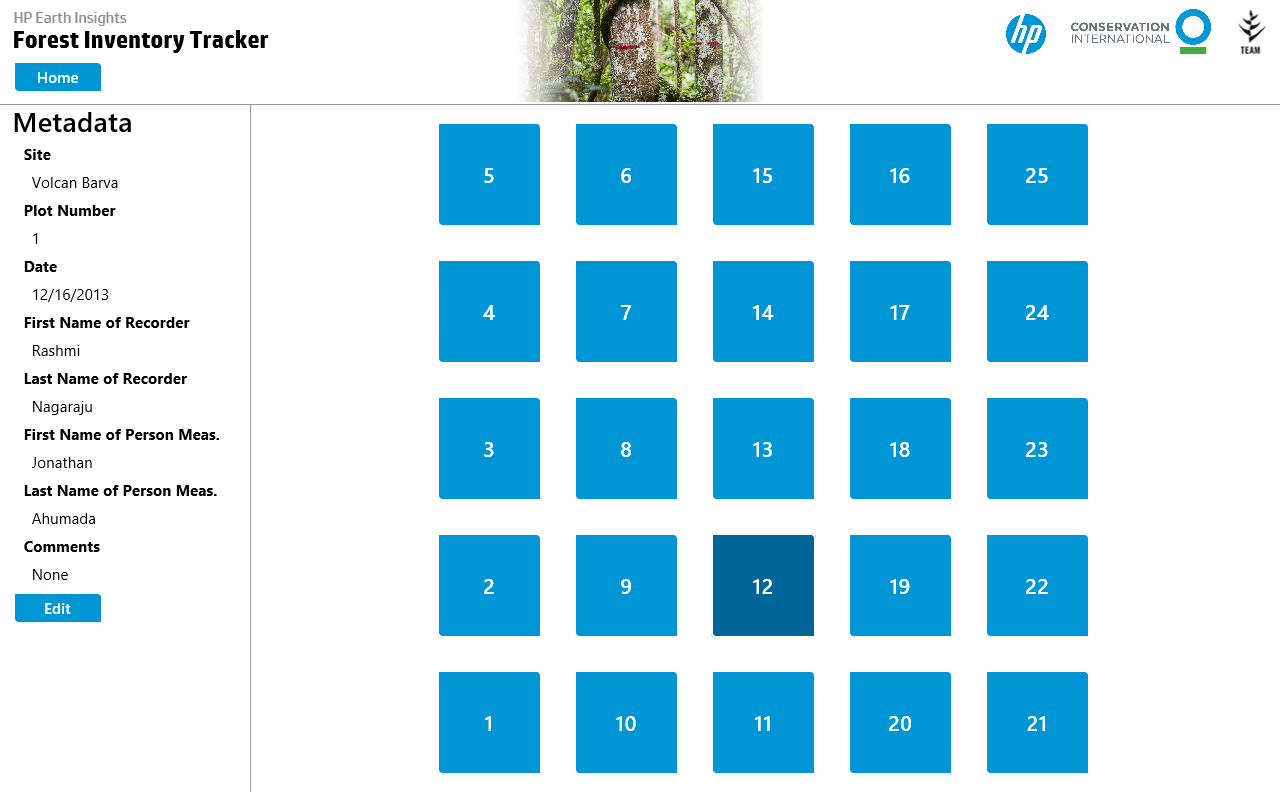 HP Earth Insights
Forest Inventory Tracker
Home
hp
CONSERVATION
INTERNATIONAL
TEAM
Metadata
Site
Volcan Barva
Plot Number
1
Date
12/16/2013
First Name of Recorder
Rashmi
Last Name of Recorder
Nagaraju
First Name of Person Meas.
Jonathan
Last Name of Person Meas.
Ahumada
Comments
None
Edit
5 6 15 16 25
4 7 14 17 24
3 8 13 18 23
2 9 12 19 22
1 10 11 20 21